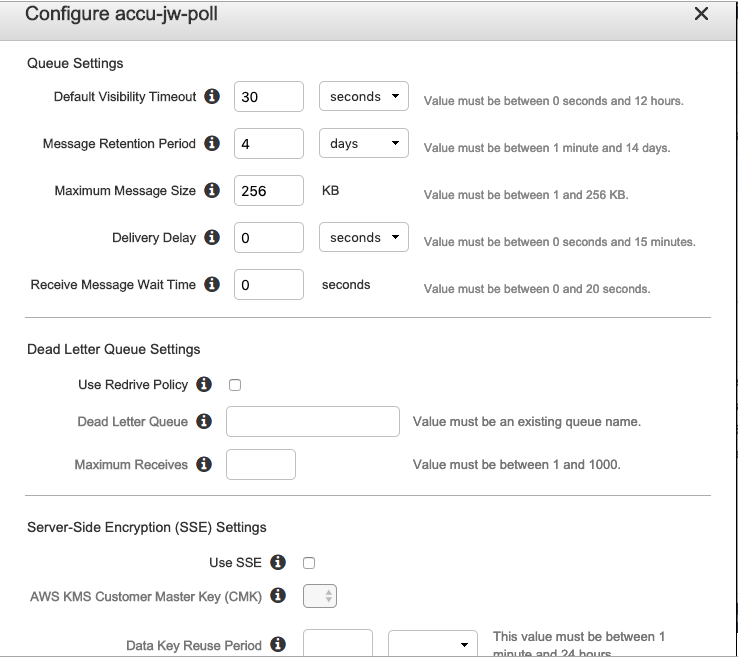 Configure accu-jw-poll
Queue Settings
Default Visibility Timeout 30 seconds Value must be between 0 seconds and 12 hours.
Message Retention Period 4 days Value must be between 1 minute and 14 days.
Maximum Message Size 256 KB Value must be between 1 and 256 KB.
Delivery Delay 0 seconds Value must be between 0 seconds and 15 minutes.
Receive Message Wait Time 0 seconds Value must be between 0 and 20 seconds.
Dead Letter Queue Settings
Use Redrive Policy
Dead Letter Queue Value must be an existing queue name.
Maximum Receives Value must be between 1 and 1000.
Server-Side Encryption (SSE) Settings
Use SSE
AWS KMS Customer Master Key (CMK)
Data Key Reuse Period This value must be between 1
minute and 24 hours